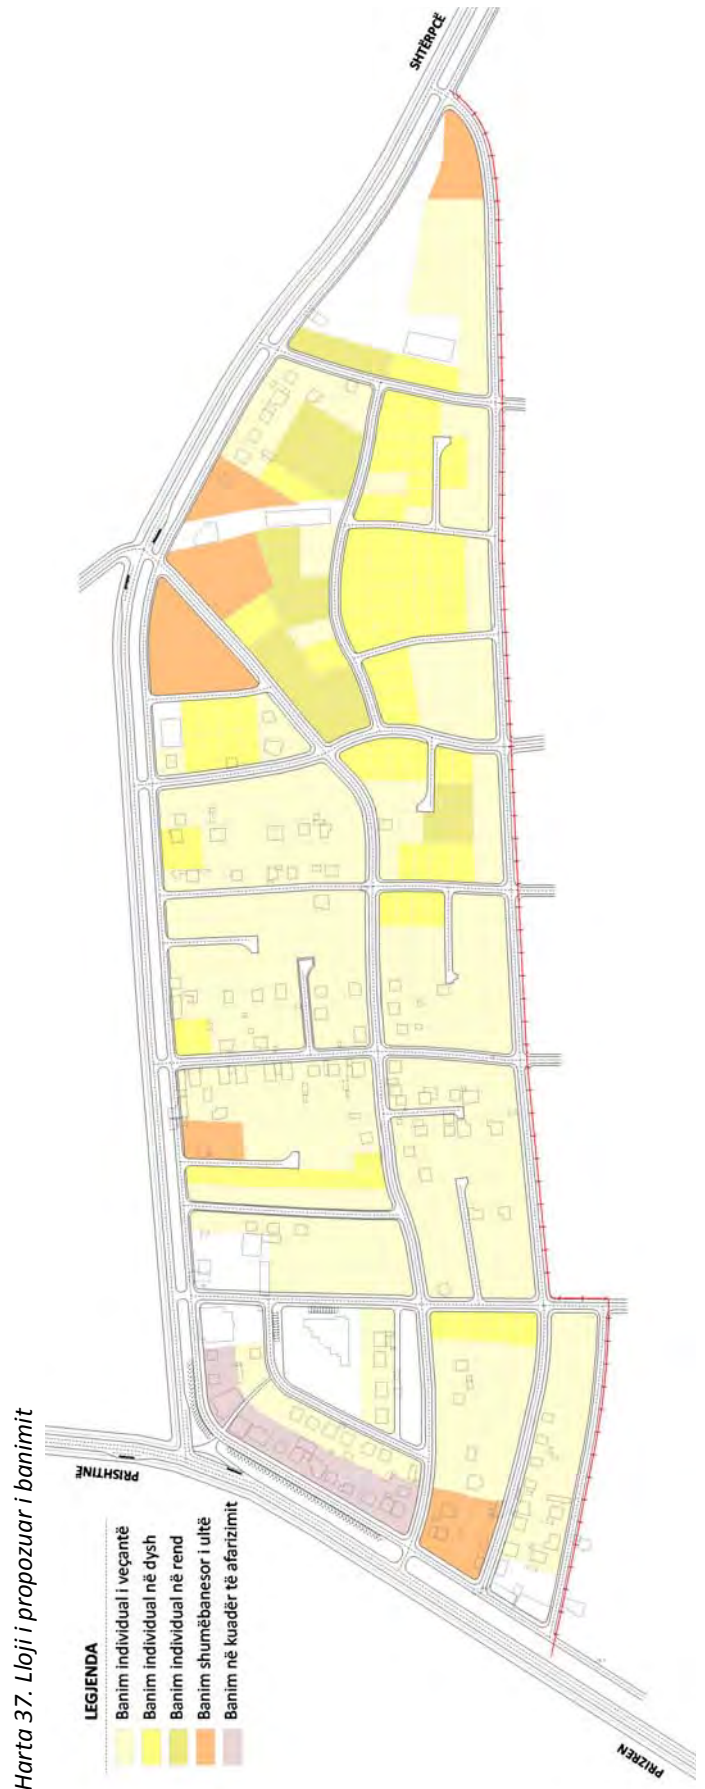 Harta 37. Lloji i propozuar i banimit
LEGJENDA
Banim individual i veçantë
Banim individual në dysh
Banim individual në rend
Banim shumëbanesor i ultë
Banim në kuadër të afarizimit
PRISHTINË
PRIZREN
SHTËRPCË